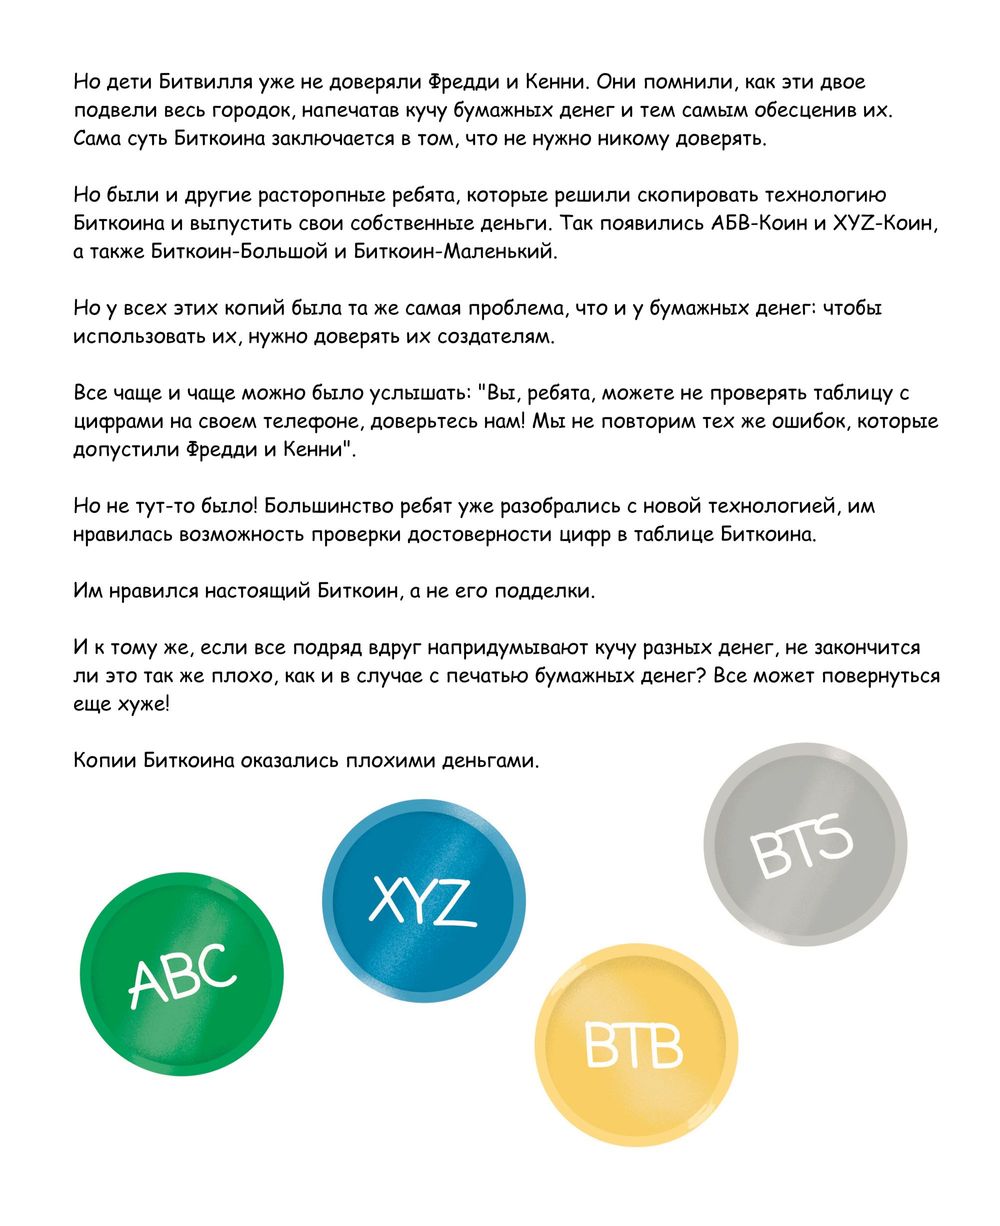 Но дети Битвилля уже не доверяли Фредди и Кенни. Они помнили, как эти двое
подвели весь городок, напечатав кучу бумажных денег и тем самым обесценив их.
Сама суть Биткоина заключается в том, что не нужно никому доверять.
Но были и другие расторопные ребята, которые решили скопировать технологию
Биткоина и выпустить свои собственные деньги. Так появились АБВ-Коин и XYZ-Коин,
а также Биткоин-Большой и Биткоин-Маленький.
Но у всех этих копий была та же самая проблема, что и у бумажных денег: чтобы
использовать их, нужно доверять их создателям.
Все чаще и чаще можно было услышать: "Вы, ребята, можете не проверять таблицу с
цифрами на своем телефоне, доверьтесь нам! Мы не повторим тех же ошибок, которые
допустили Фредди и Кенни".
Но не тут-то было! Большинство ребят уже разобрались с новой технологией, им
нравилась возможность проверки достоверности цифр в таблице Биткоина.
Им нравился настоящий Биткоин, а не его подделки.
И к тому же, если все подряд вдруг напридумывают кучу разных денег, не закончится
ли это так же плохо, как и в случае с печатью бумажных денег? Все может повернуться
еще хуже!
Копии Биткоина оказались плохими деньгами.
BTS
XYZ
ABC
BTB